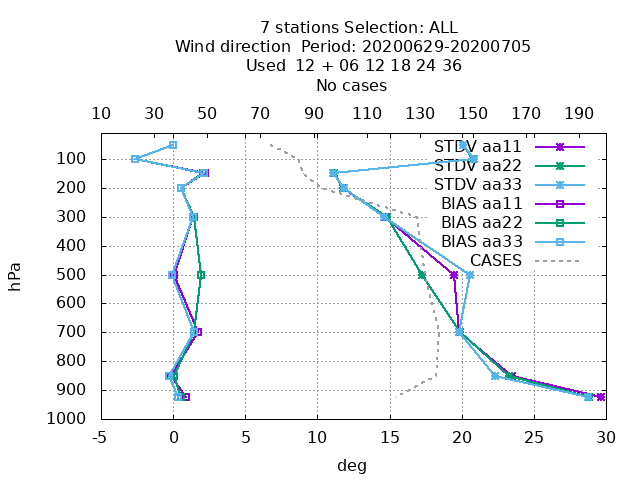 7 stations Selection: ALL
Wind direction  Period: 20200629-20200705
Used  12 + 06 12 18 24 36
No cases
10 30 50 70 90 110 130 150 170 190
STDV aa11
STDV aa22
STDV aa33
BIAS aa11
BIAS aa22
BIAS aa33
CASES
hPa
100
200
300
400
500
600
700
800
900
1000
-5 0 5 10 15 20 25 30
deg